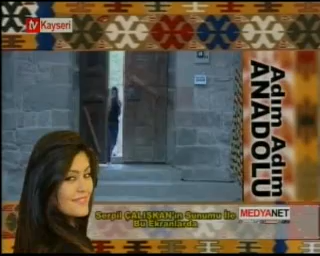 tv Kayseri
Adım Adım
ANADOLU
Serpil ÇALIŞKAN'ın Sunumu İle
Bu Ekranlarda
MEDYANET